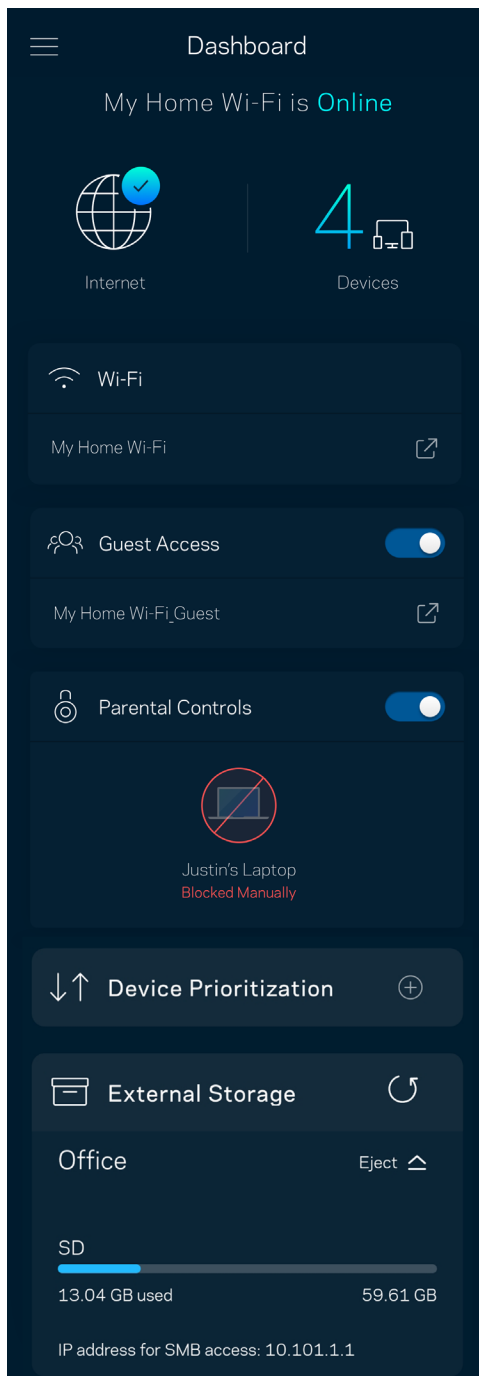 Dashboard
My Home Wi-Fi is Online
4
Internet
Devices
Wi-Fi
My Home Wi-Fi
Guest Access
My Home Wi-Fi_Guest
Parental Controls
Justin's Laptop
Blocked Manually
Device Prioritization
External Storage
Office
Eject
SD
13.04 GB used
59.61 GB
IP address for SMB access: 10.101.1.1